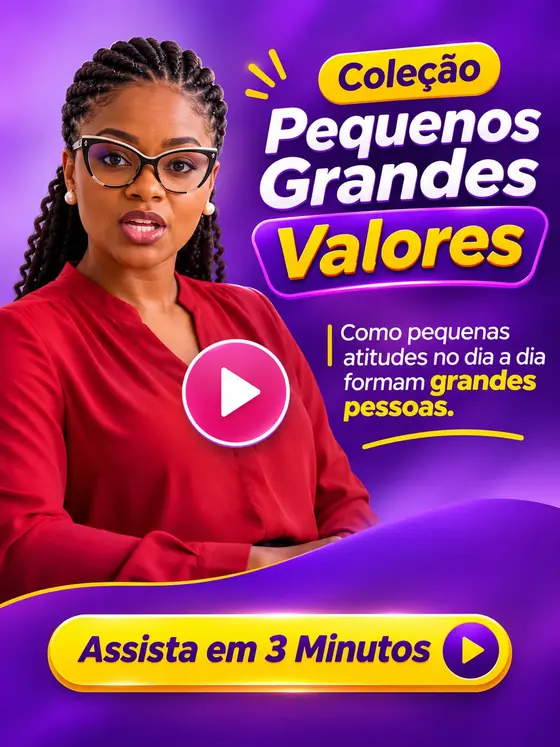 Coleção
Pequenos
Grandes
Valores
Como pequenas
atitudes no dia a dia
formam grandes
pessoas.
Assista em 3 Minutos